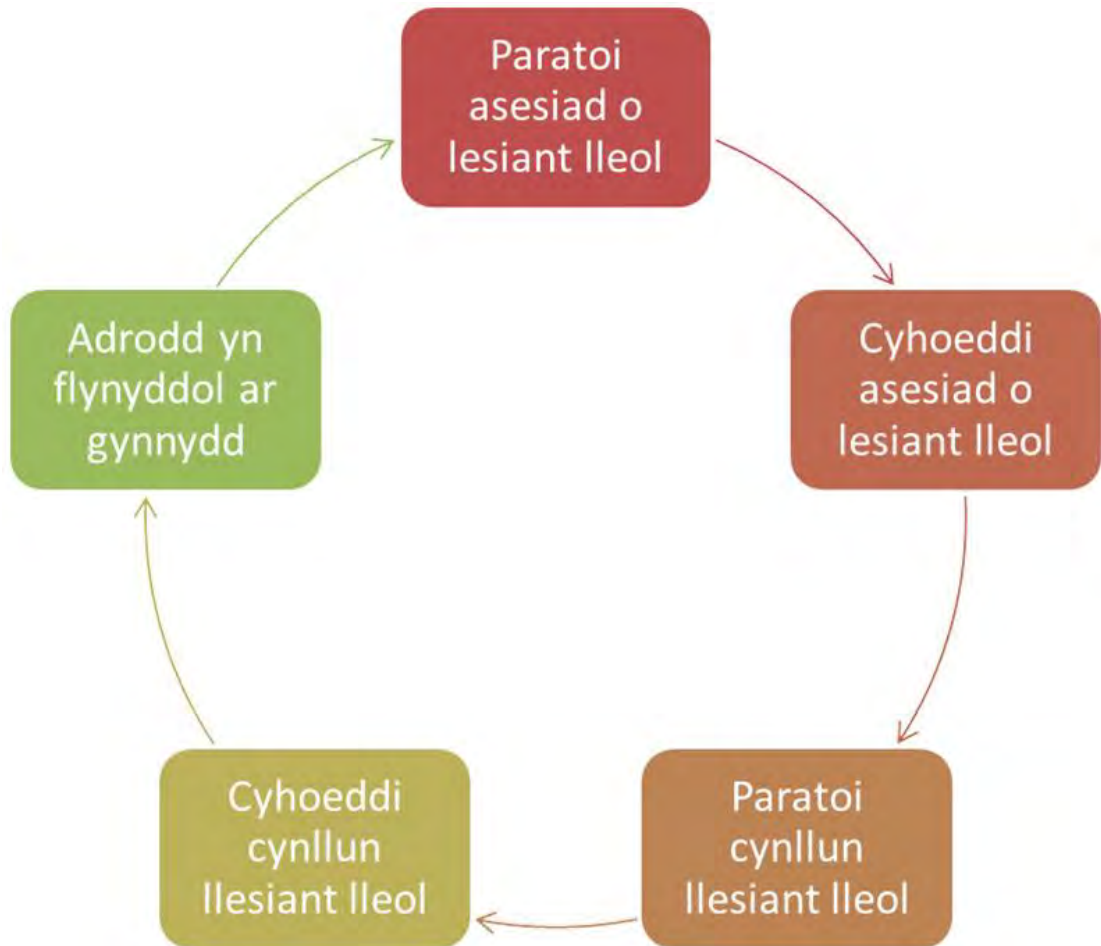 Paratoi
asesiad o
lesiant lleol
Cyhoeddi
asesiad o
lesiant lleol
Paratoi
cynllun
llesiant lleol
Cyhoeddi
cynllun
llesiant lleol
Adrodd yn
flynyddol ar
gynnydd